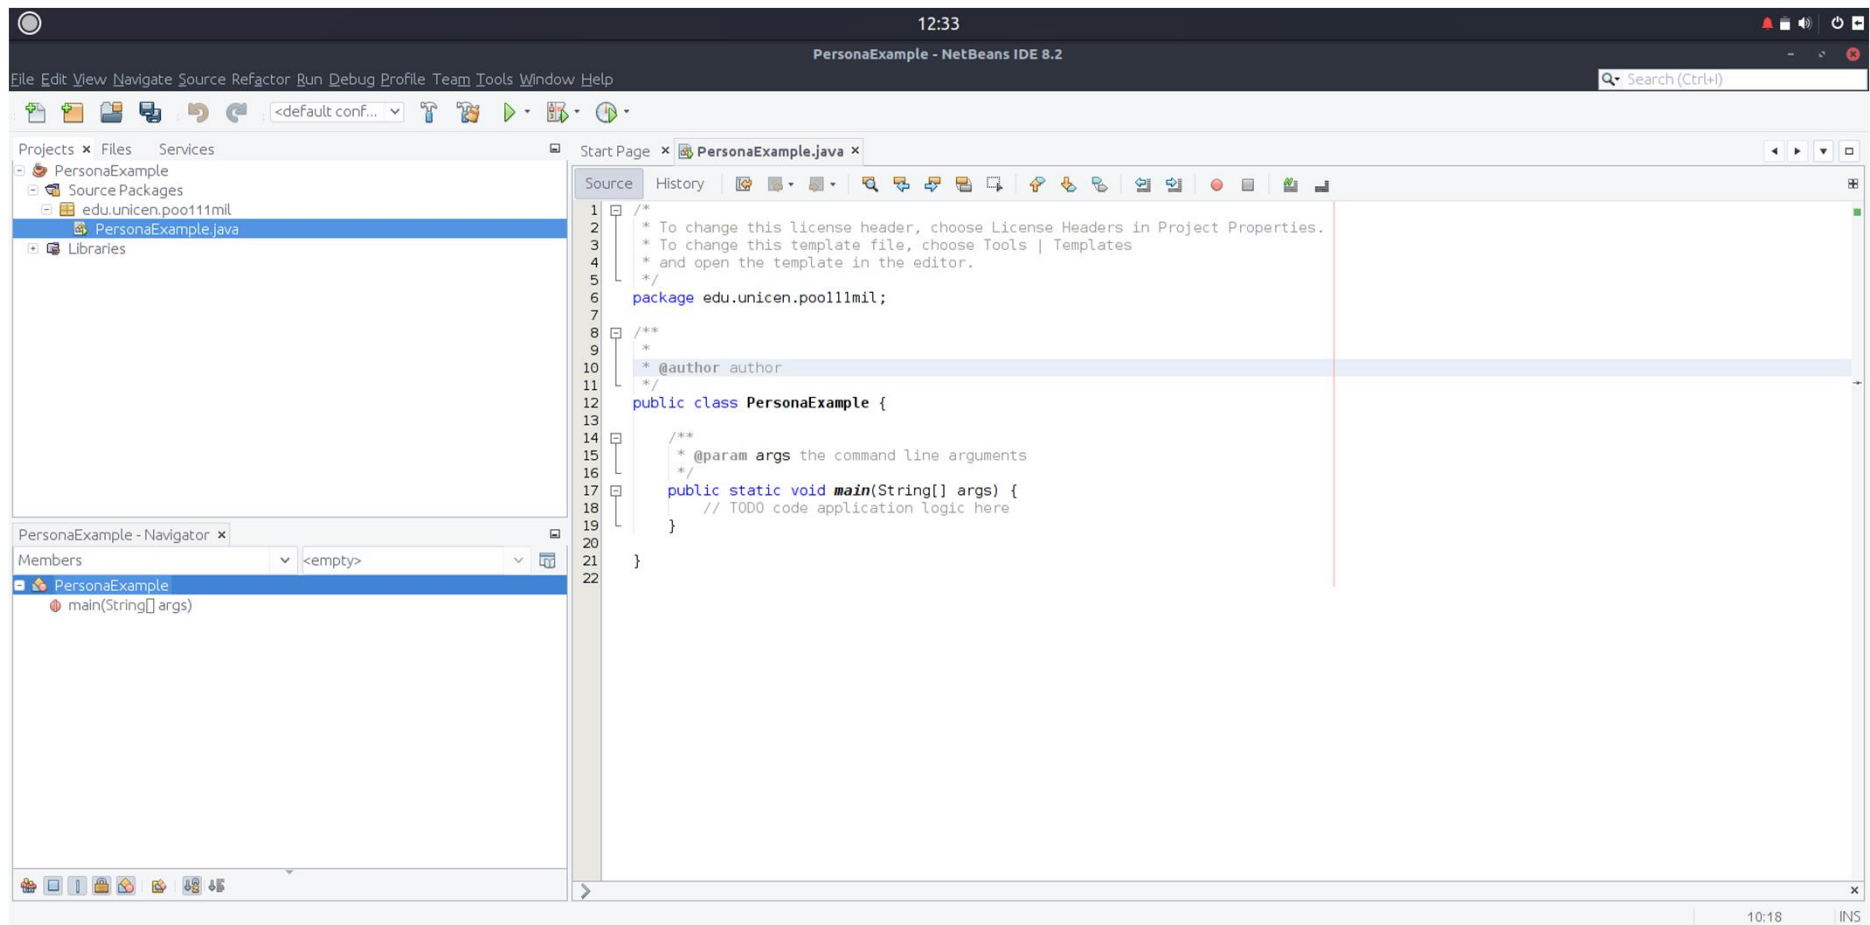 12:33
PersonaExample - NetBeans IDE 8.2
File Edit View Navigate Source Refactor Run Debug Profile Team Tools Window Help
Search (Ctrl+I)
<default conf...
Projects Files Services
PersonaExample
Source Packages
edu.unicen.poo111mil
PersonaExample.java
Libraries
PersonaExample - Navigator
Members <empty>
PersonaExample
main(String[] args)
Start Page PersonaExample.java
Source History
1 /*
2 * To change this license header, choose License Headers in Project Properties.
3 * To change this template file, choose Tools | Templates
4 * and open the template in the editor.
5 */
6 package edu.unicen.poo111mil;
7
8 /**
9 *
10 * @author author
11 */
12 public class PersonaExample {
13
14 /**
15 * @param args the command line arguments
16 */
17 public static void main(String[] args) {
18 // TODO code application logic here
19 }
20
21 }
22
10:18 INS